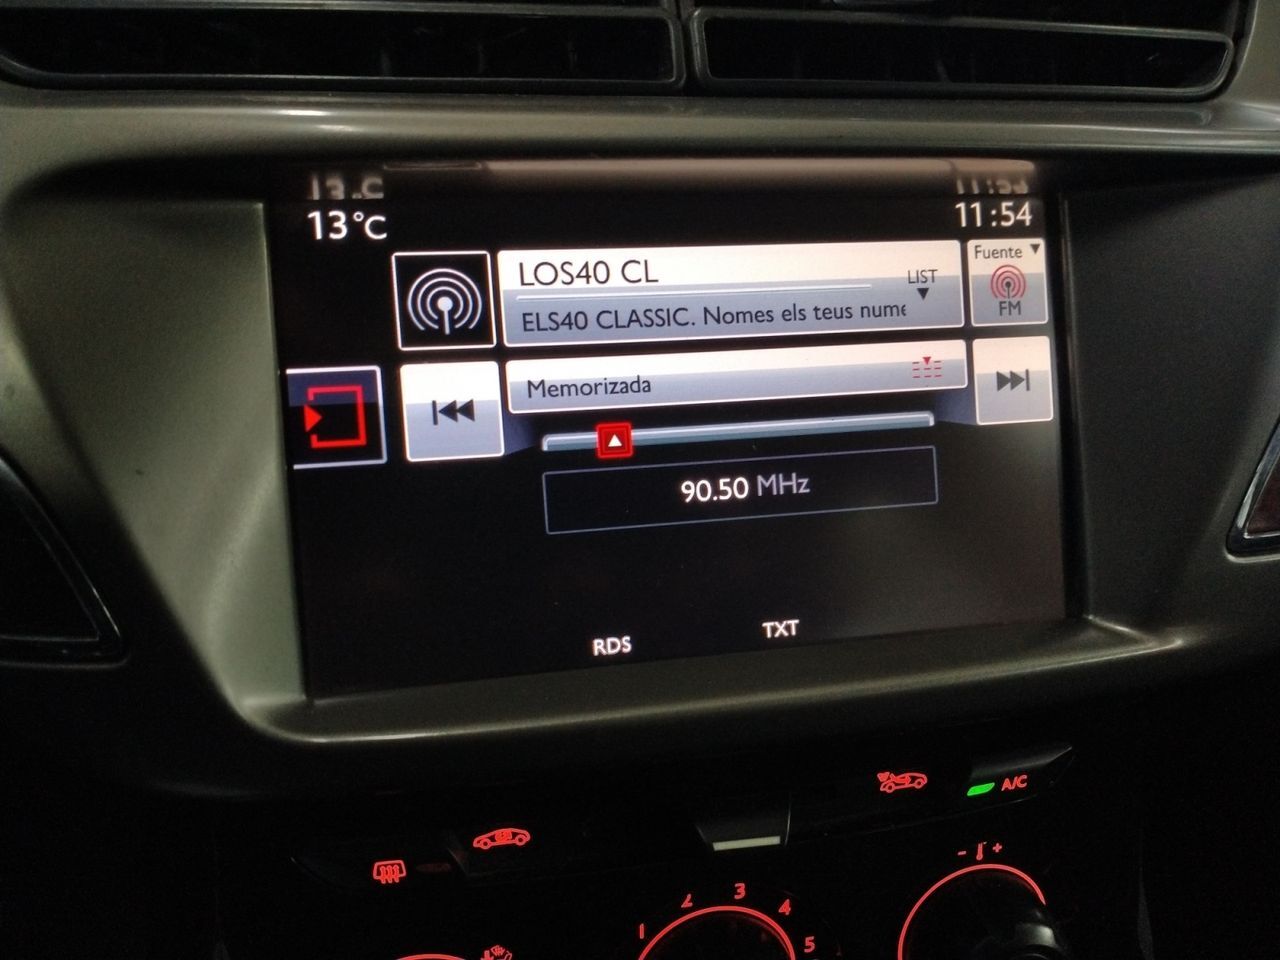 13°C
11:54
LOS40 CL
LIST
Fuente
FM
ELS40 CLASSIC. Nomes els teus nume
Memorizada
90.50 MHz
RDS
TXT
A/C
- +
1 2 3 4 5